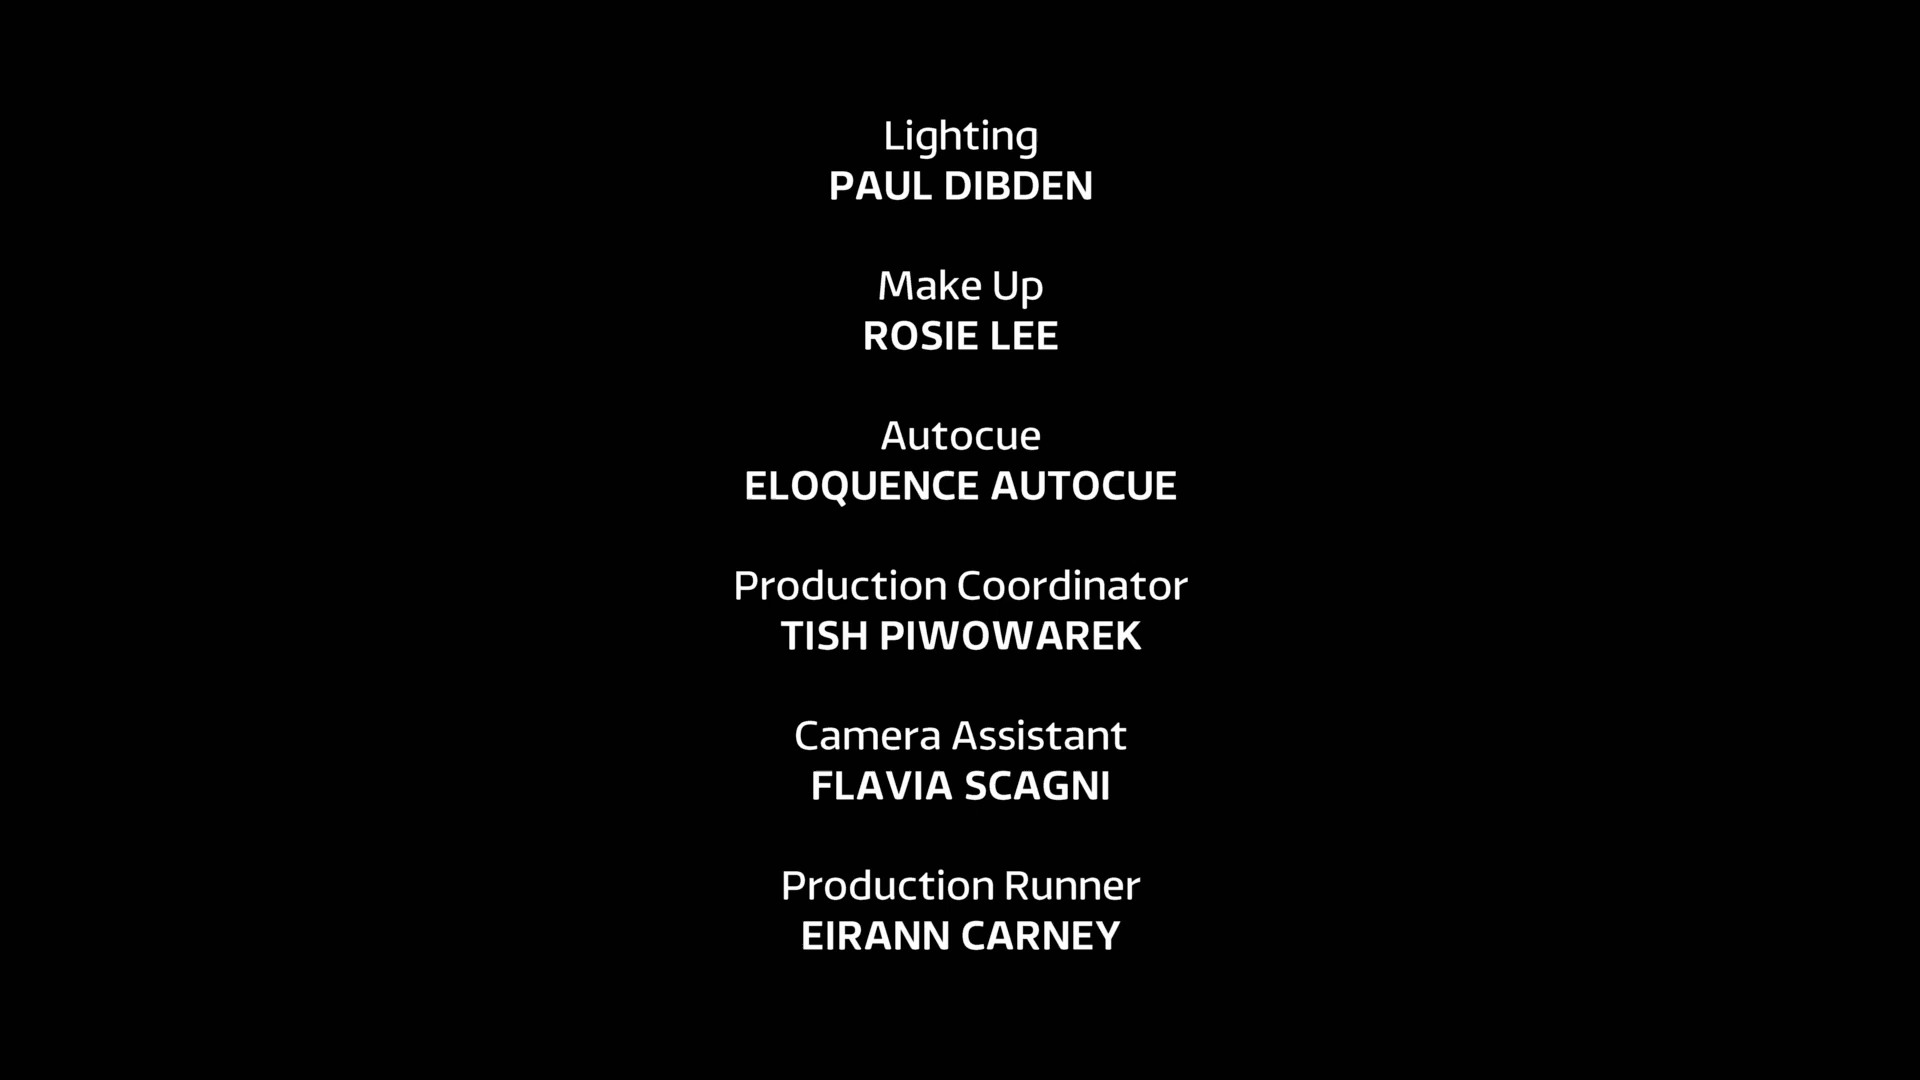 Lighting
PAUL DIBDEN
Make Up
ROSIE LEE
Autocue
ELOQUENCE AUTOCUE
Production Coordinator
TISH PIWOWAREK
Camera Assistant
FLAVIA SCAGNI
Production Runner
EIRANN CARNEY